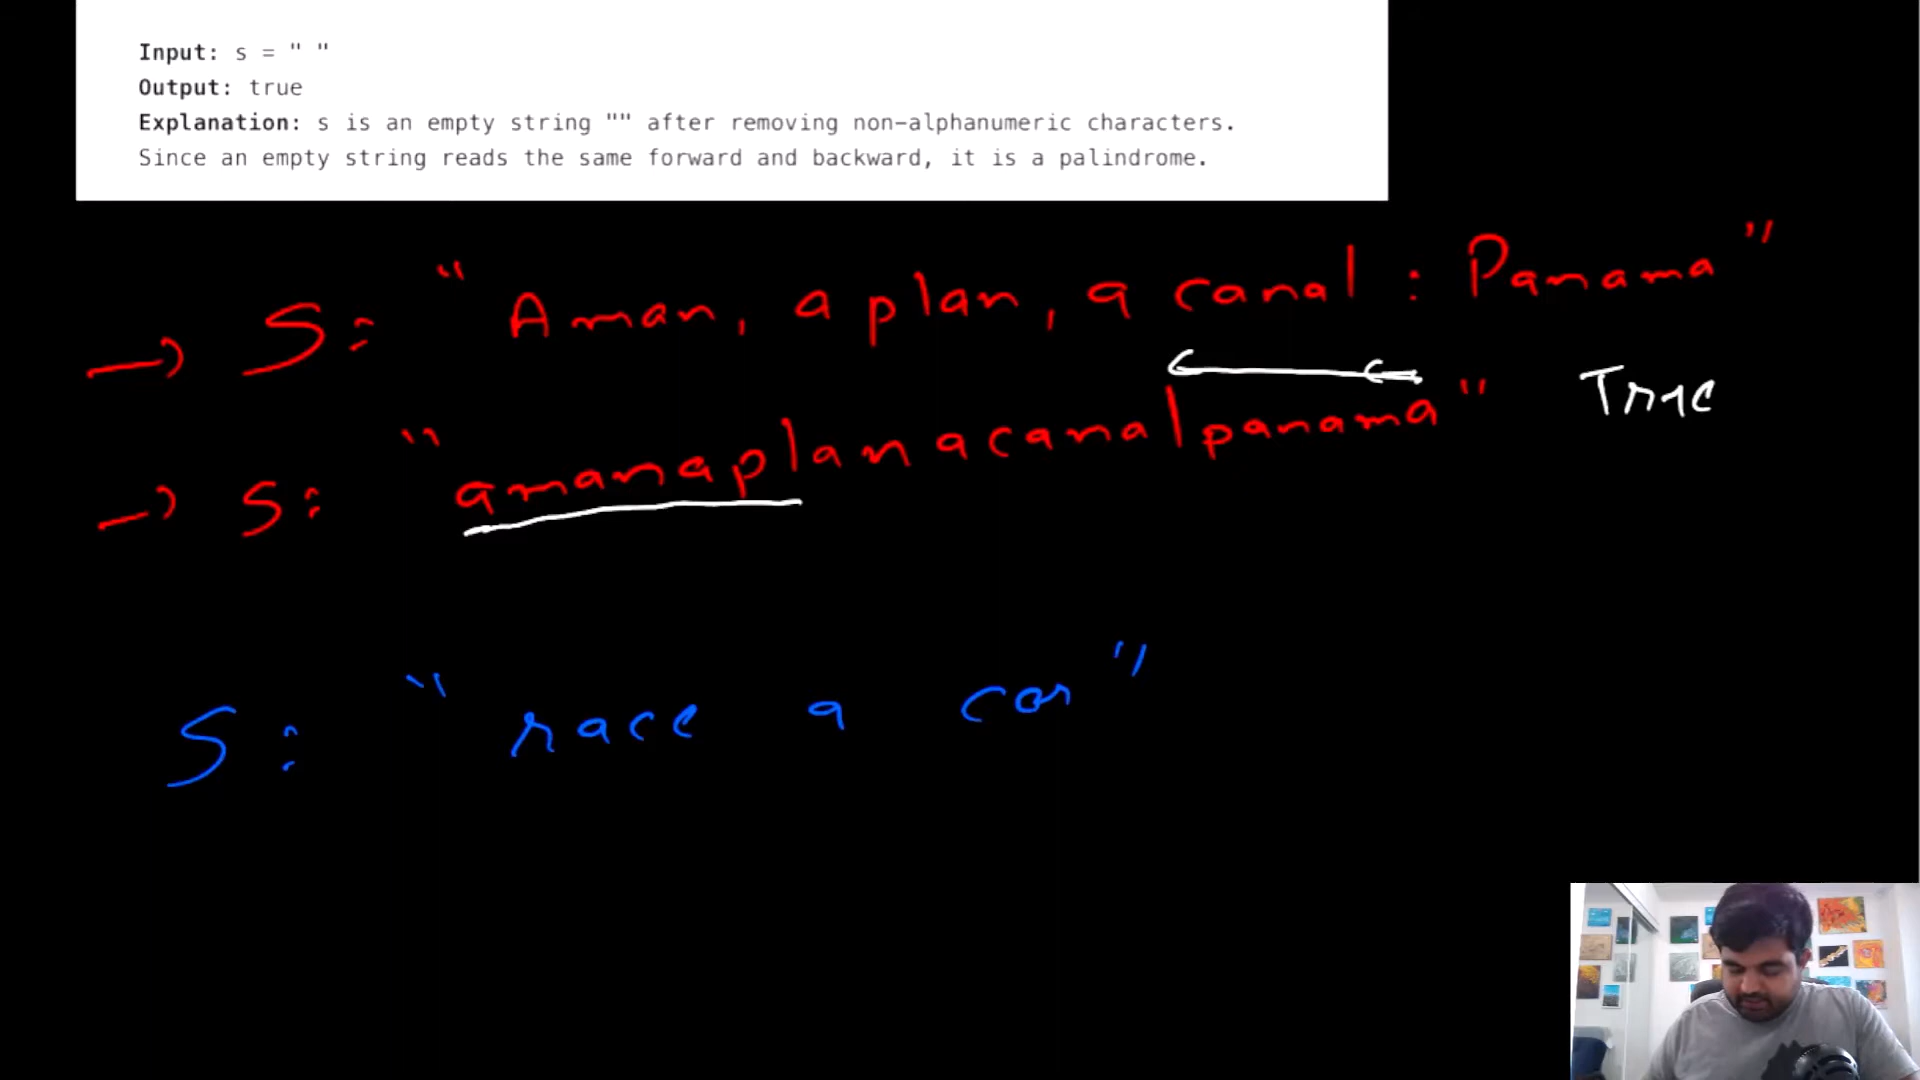 Input: s = " "
Output: true
Explanation: s is an empty string "" after removing non-alphanumeric characters.
Since an empty string reads the same forward and backward, it is a palindrome.
→ S: "A man, a plan, a canal : Panama"
→ S: "amanaplanacanalpanama" True
S: "race a car"